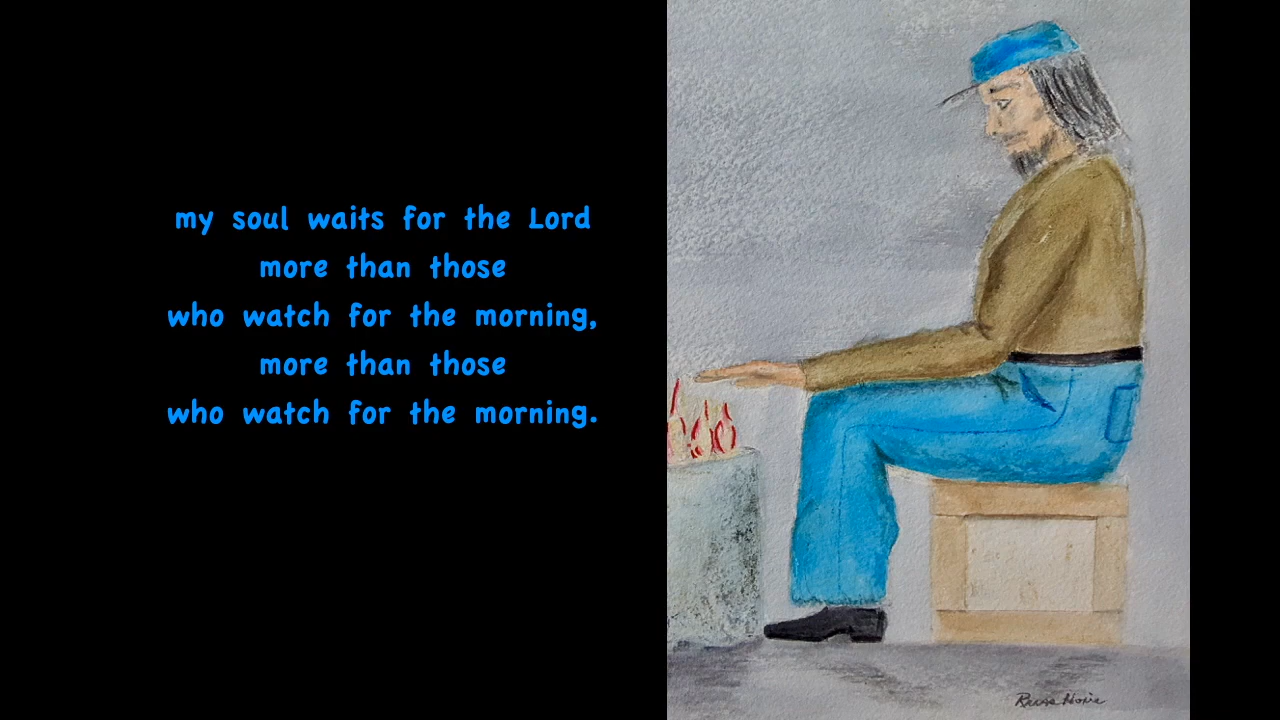 my soul waits for the Lord
more than those
who watch for the morning,
more than those
who watch for the morning.